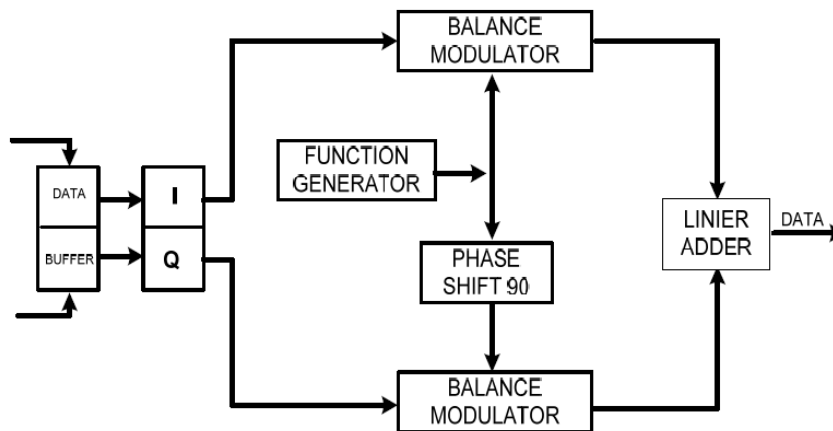 BALANCE
MODULATOR
FUNCTION
GENERATOR
DATA
I
BUFFER
Q
PHASE
SHIFT 90
LINIER
ADDER
DATA
BALANCE
MODULATOR